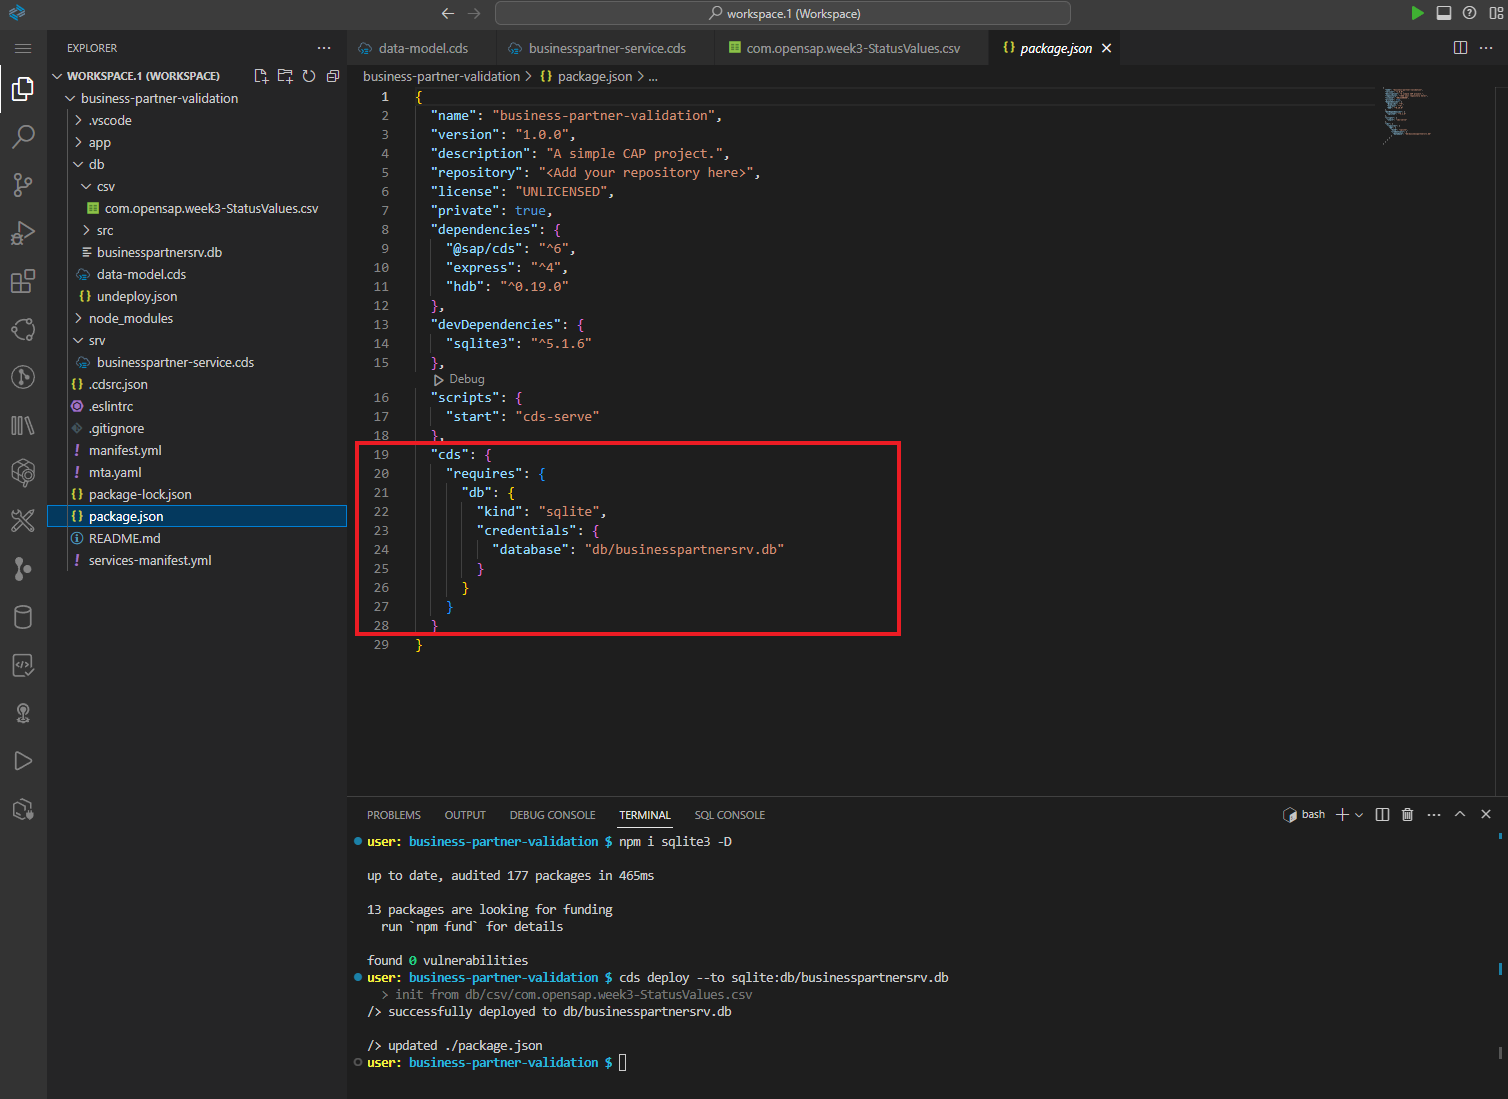 workspace.1 (Workspace)
EXPLORER
WORKSPACE.1 (WORKSPACE)
business-partner-validation
.vscode
app
db
csv
com.opensap.week3-StatusValues.csv
src
businesspartnersrv.db
data-model.cds
undeploy.json
node_modules
srv
businesspartner-service.cds
.cdsrc.json
.eslintrc
.gitignore
manifest.yml
mta.yaml
package-lock.json
package.json
README.md
services-manifest.yml
data-model.cds
businesspartner-service.cds
com.opensap.week3-StatusValues.csv
package.json
business-partner-validation > {} package.json > ...
1 {
2 "name": "business-partner-validation",
3 "version": "1.0.0",
4 "description": "A simple CAP project.",
5 "repository": "<Add your repository here>",
6 "license": "UNLICENSED",
7 "private": true,
8 "dependencies": {
9 "@sap/cds": "^6",
10 "express": "^4",
11 "hdb": "^0.19.0"
12 },
13 "devDependencies": {
14 "sqlite3": "^5.1.6"
15 },
Debug
16 "scripts": {
17 "start": "cds-serve"
18 },
19 "cds": {
20 "requires": {
21 "db": {
22 "kind": "sqlite",
23 "credentials": {
24 "database": "db/businesspartnersrv.db"
25 }
26 }
27 }
28 }
29 }
PROBLEMS OUTPUT DEBUG CONSOLE TERMINAL SQL CONSOLE
bash
user: business-partner-validation $ npm i sqlite3 -D
up to date, audited 177 packages in 465ms
13 packages are looking for funding
run `npm fund` for details
found 0 vulnerabilities
user: business-partner-validation $ cds deploy --to sqlite:db/businesspartnersrv.db
> init from db/csv/com.opensap.week3-StatusValues.csv
/> successfully deployed to db/businesspartnersrv.db
/> updated ./package.json
user: business-partner-validation $